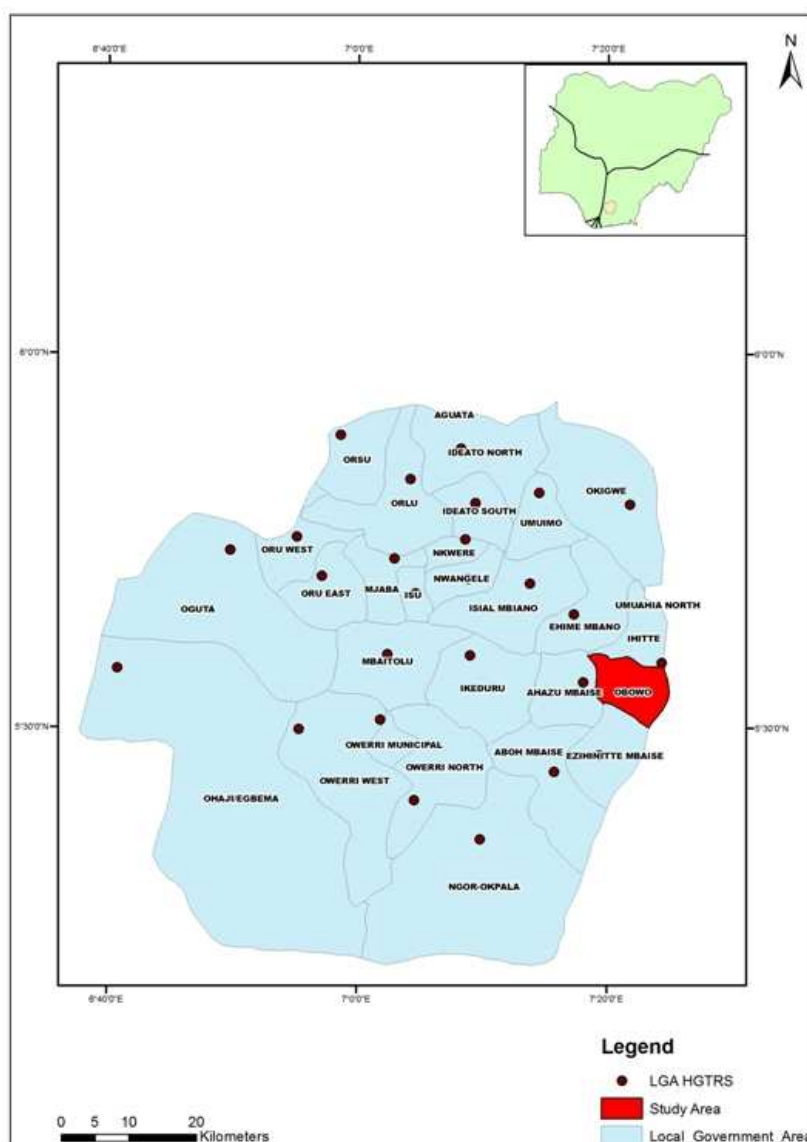 6°40'0"E
7°0'0"E
7°20'0"E
N
6°0'0"N
6°0'0"N
AGUATA
IDEATO NORTH
ORSU
OKIGWE
ORLU
IDEATO SOUTH
UMUIMO
ORU WEST
NKWERE
NWANGELE
MJABA
ISU
ORU EAST
OGUTA
ISIAL MBIANO
UMUAHIA NORTH
EHIME MBANO
IHITTE
MBAITOLU
IKEDURU
AHAZU MBAISE
OBOWO
5°30'0"N
5°30'0"N
OWERRI MUNICIPAL
ABOH MBAISE
EZIHINITTE MBAISE
OWERRI NORTH
OWERRI WEST
OHAJI/EGBEMA
NGOR-OKPALA
6°40'0"E
7°0'0"E
7°20'0"E
Legend
LGA HGTRS
Study Area
Local Government Area
0 5 10 20
Kilometers